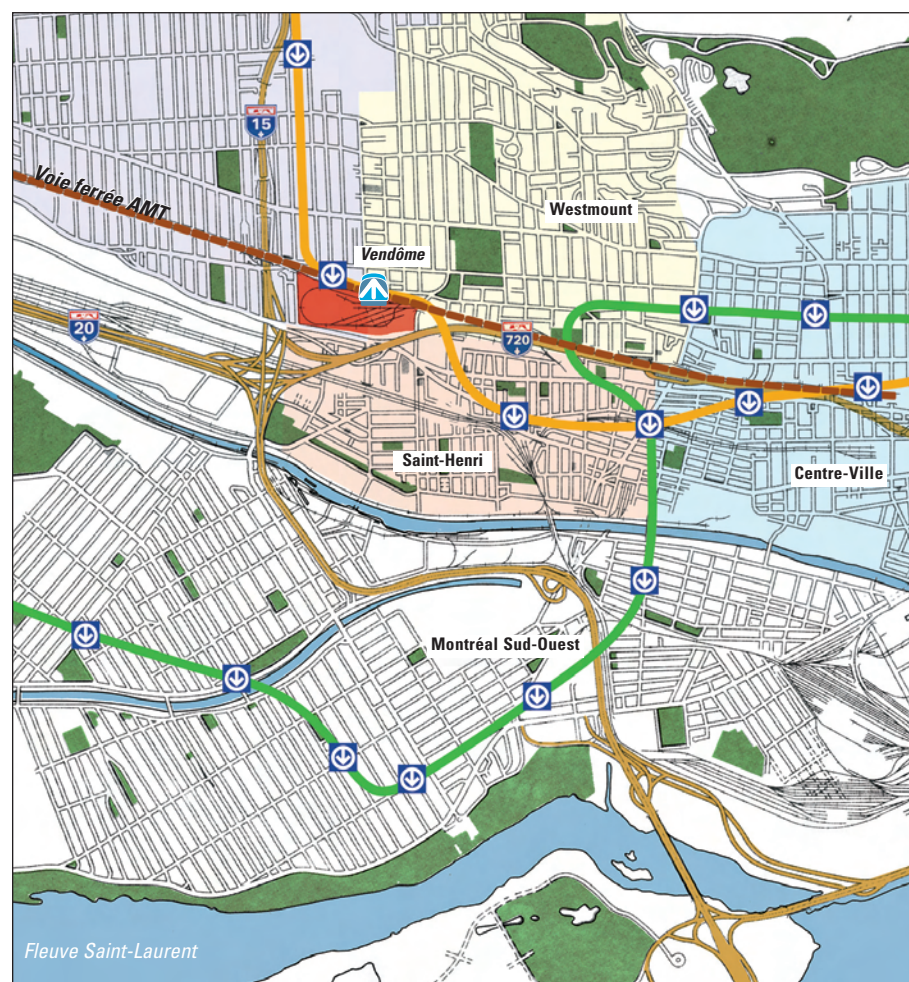 15
Voie ferrée AMT
Westmount
Vendôme
20
720
Saint-Henri
Centre-Ville
Montréal Sud-Ouest
Fleuve Saint-Laurent